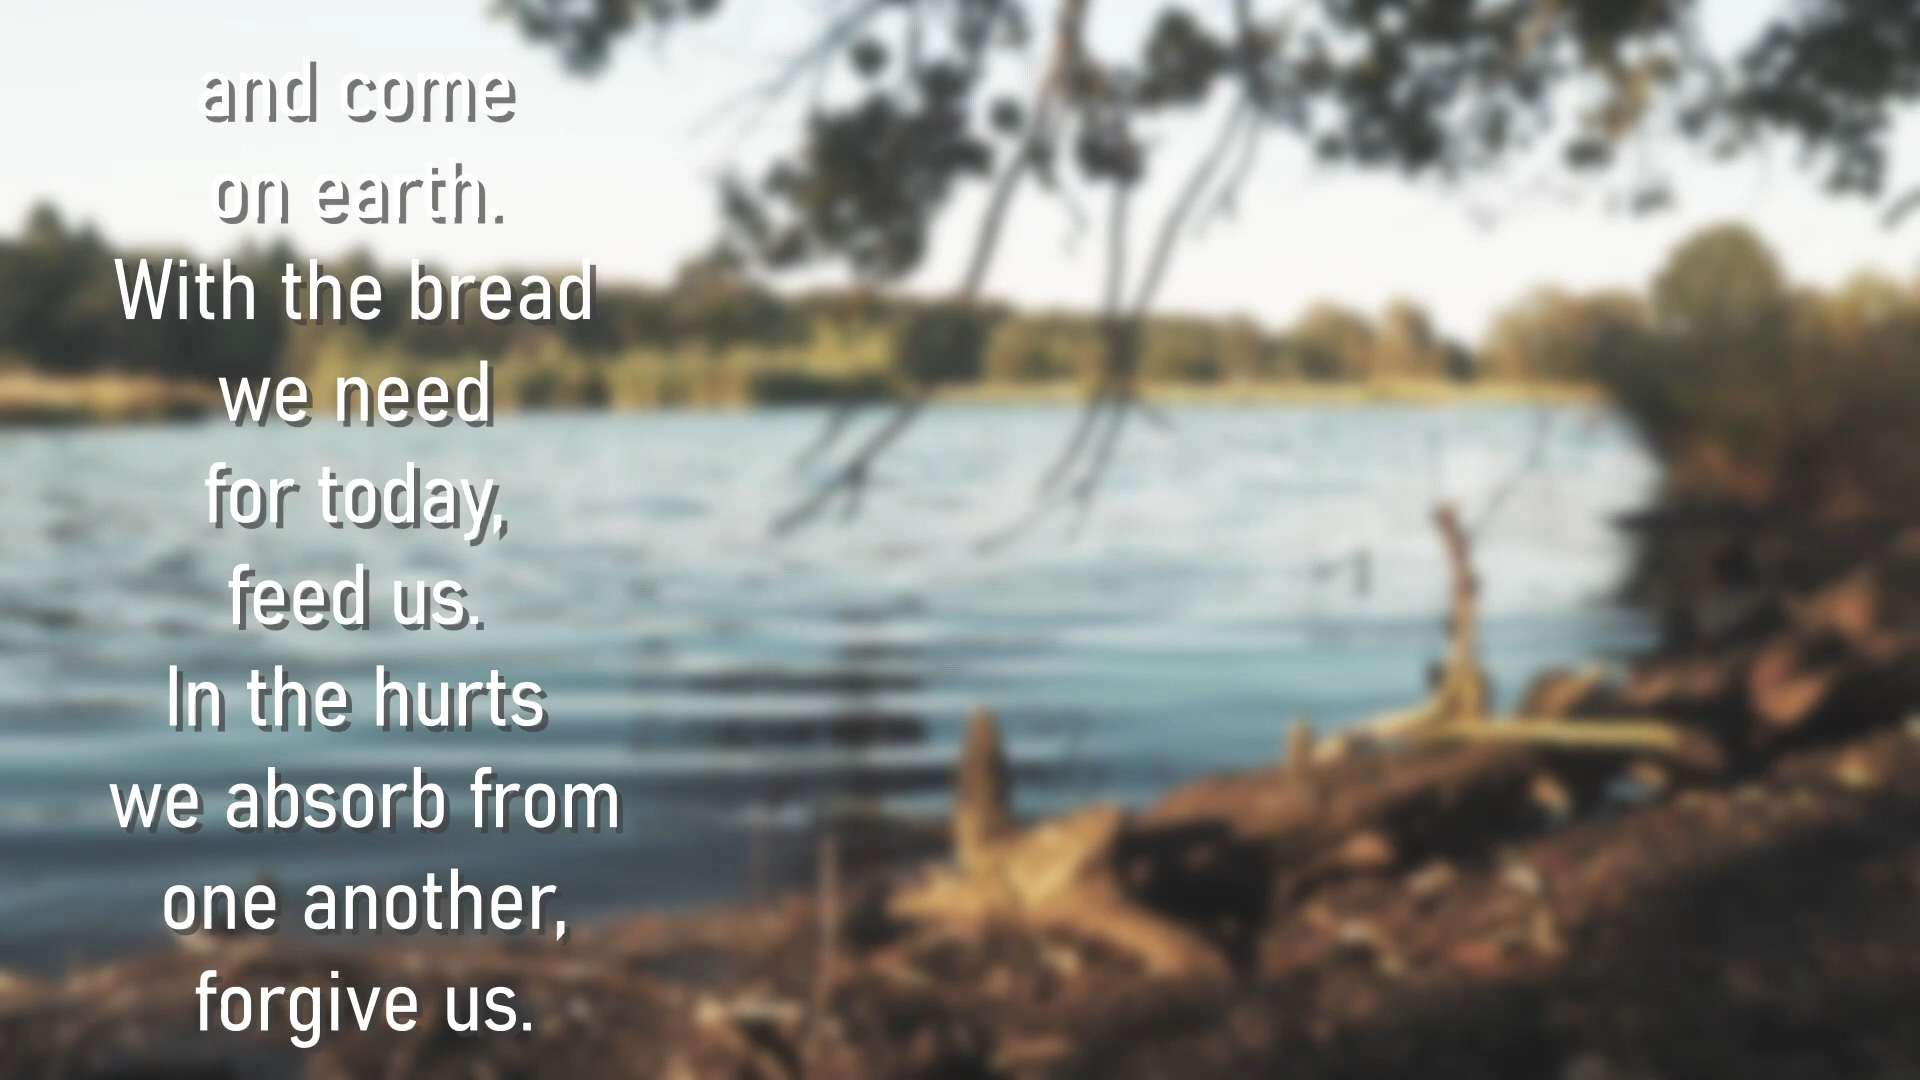 and come
on earth.
With the bread
we need
for today,
feed us.
In the hurts
we absorb from
one another,
forgive us.